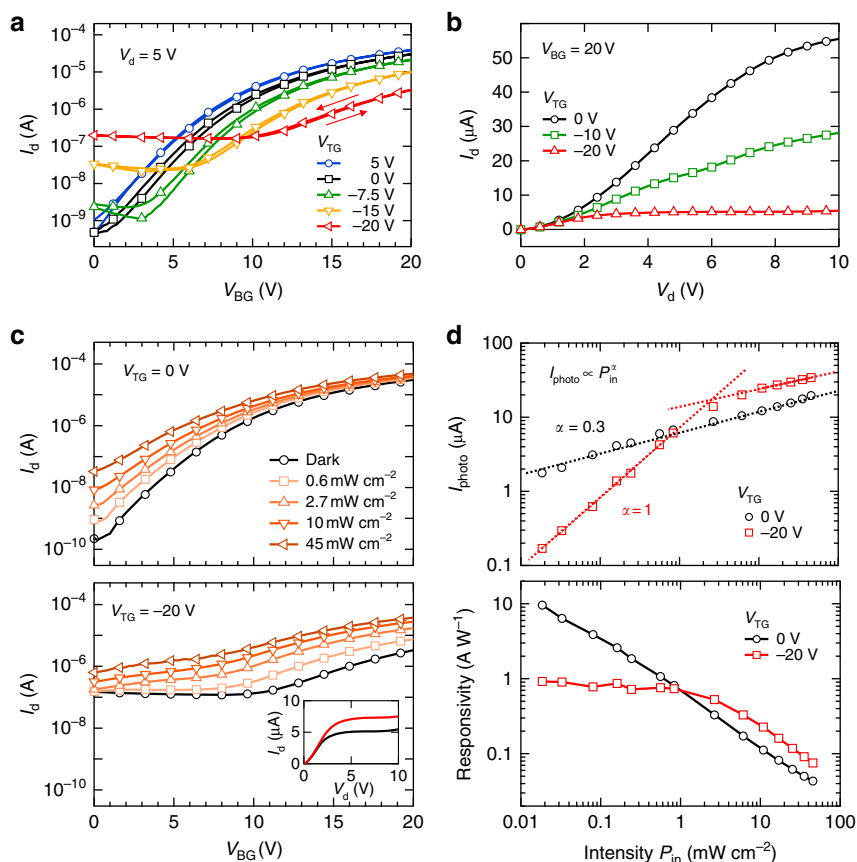 a
V_d = 5 V
10^−4
10^−5
10^−6
10^−7
10^−8
10^−9
I_d (A)
V_TG
5 V
0 V
−7.5 V
−15 V
−20 V
0 5 10 15 20
V_BG (V)
b
V_BG = 20 V
V_TG
0 V
−10 V
−20 V
50
40
30
20
10
0
I_d (μA)
0 2 4 6 8 10
V_d (V)
c
V_TG = 0 V
10^−4
10^−6
10^−8
10^−10
I_d (A)
Dark
0.6 mW cm^−2
2.7 mW cm^−2
10 mW cm^−2
45 mW cm^−2
V_TG = −20 V
10^−4
10^−6
10^−8
10^−10
I_d (A)
10
5
0
I_d (μA)
0 5 10
V_d (V)
0 5 10 15 20
V_BG (V)
d
I_photo ∝ P_in^α
α = 0.3
α = 1
100
10
1
0.1
I_photo (μA)
V_TG
0 V
−20 V
V_TG
0 V
−20 V
10
1
0.1
Responsivity (A W^−1)
0.01 0.1 1 10 100
Intensity P_in (mW cm^−2)